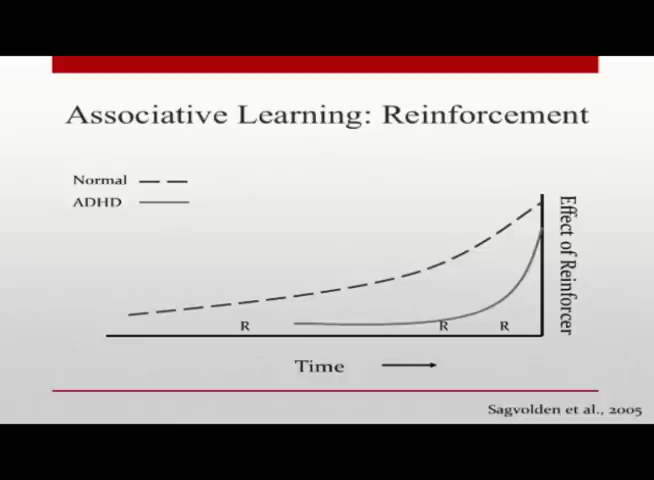 Associative Learning: Reinforcement
Normal
ADHD
Effect of Reinforcer
R
R
R
Time
Sagvolden et al., 2005